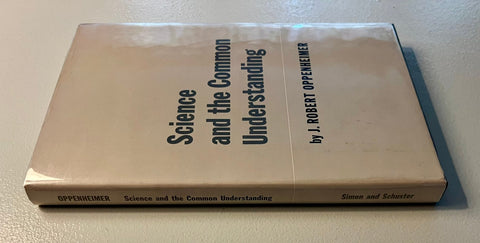 Science
and the Common
Understanding
by J. ROBERT OPPENHEIMER
OPPENHEIMER Science and the Common Understanding Simon and Schuster